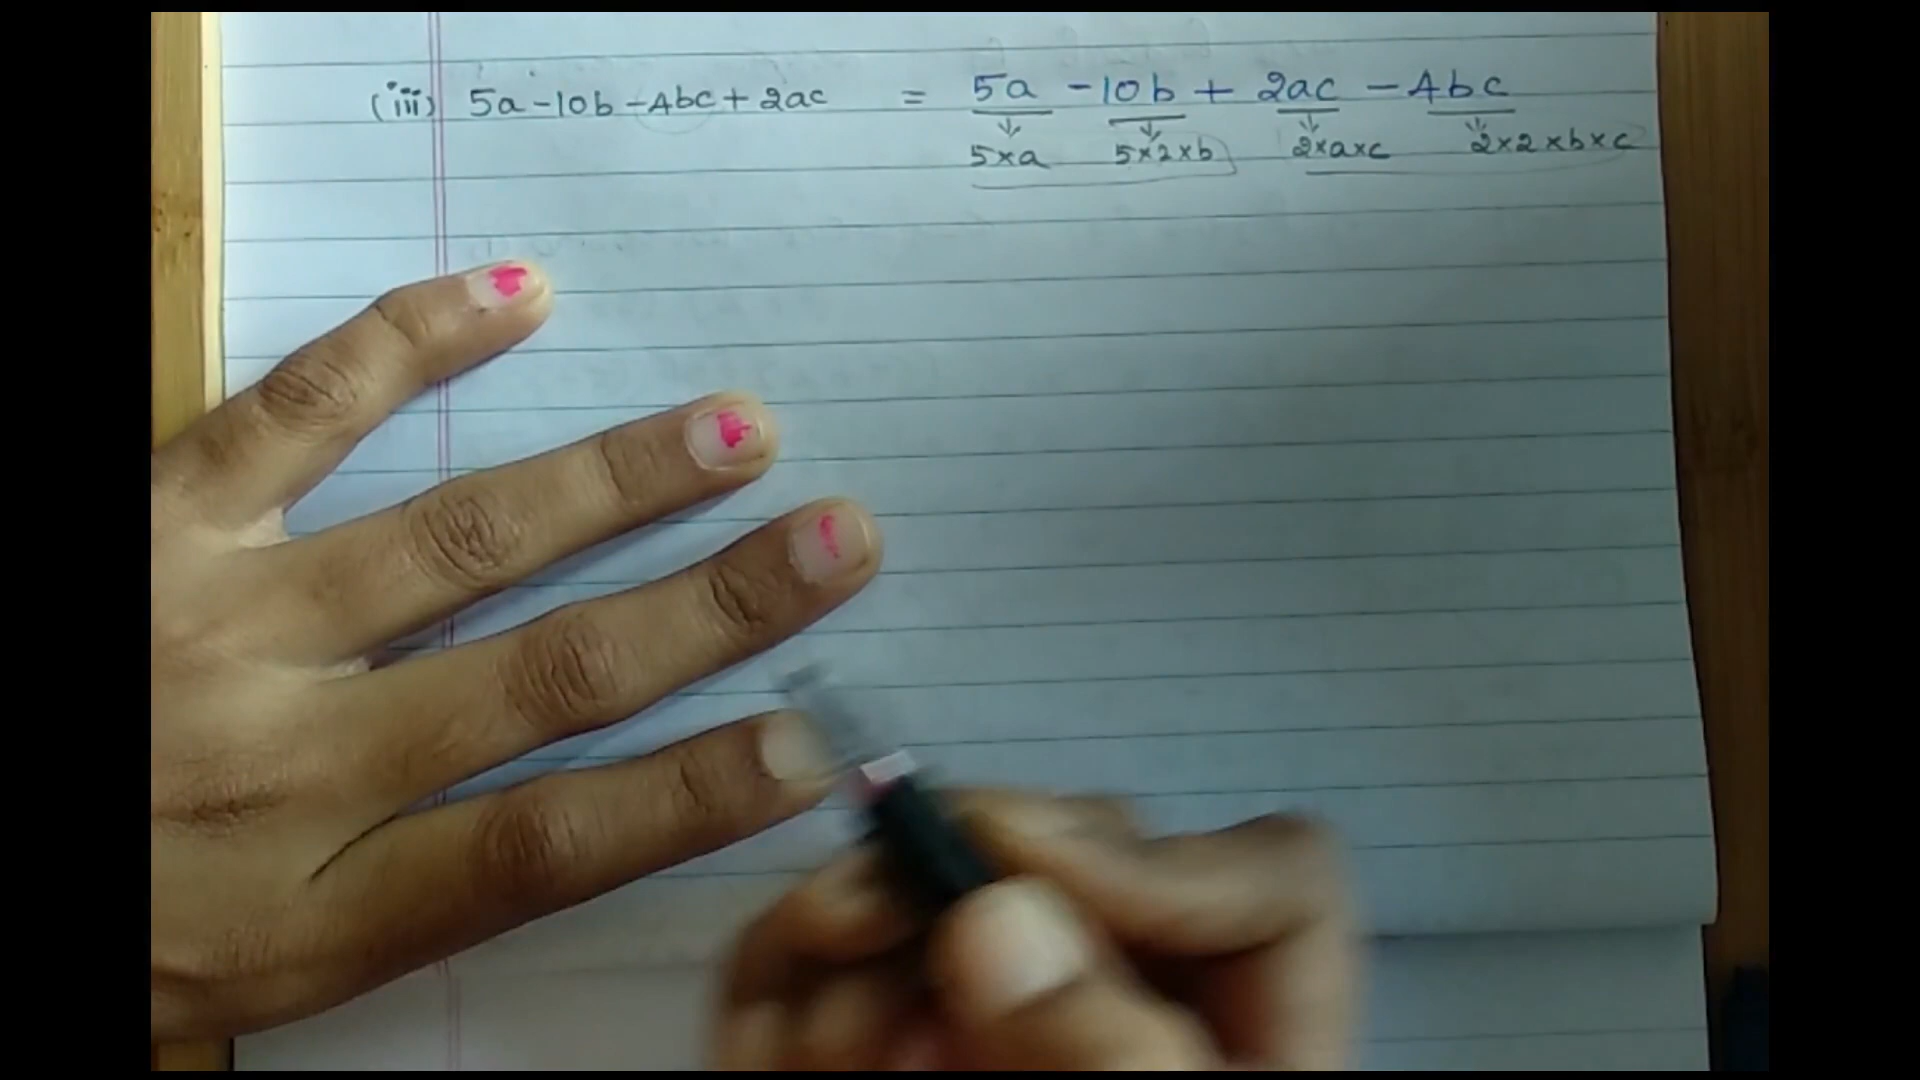 (iii) 5a - 10b - 4bc + 2ac = 5a - 10b + 2ac - 4bc
5×a 5×2×b 2×a×c 2×2×b×c